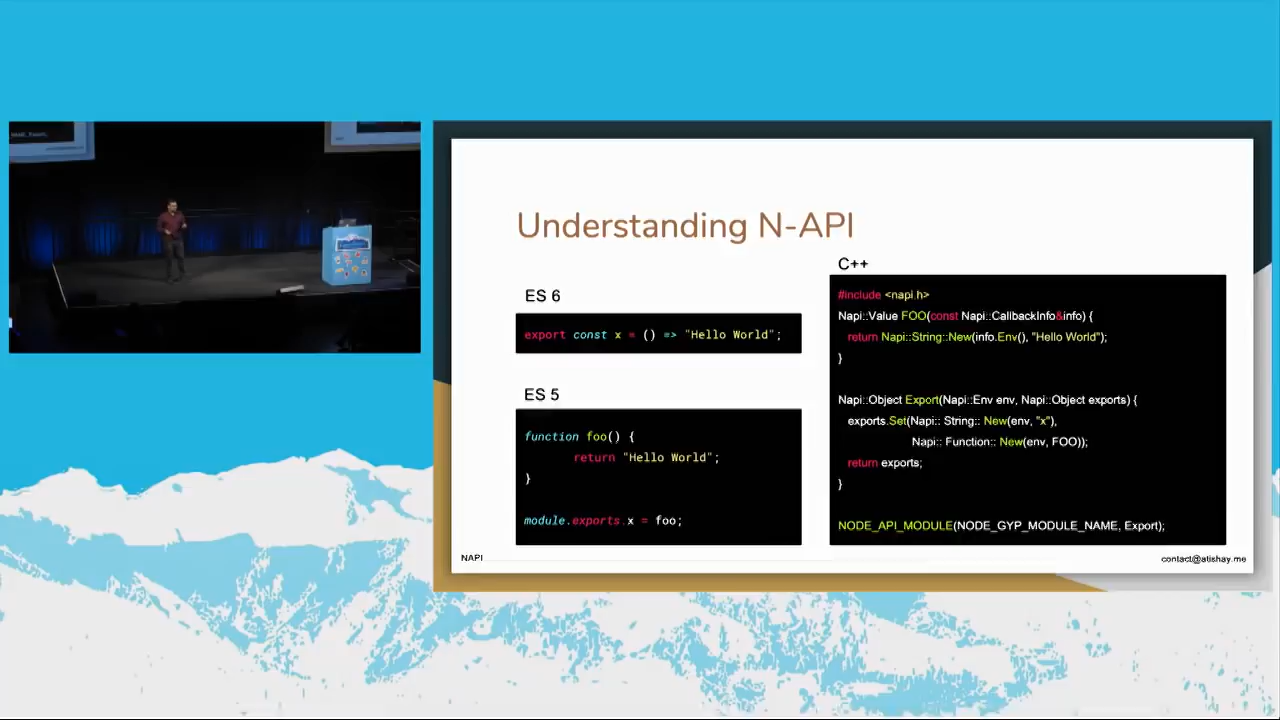 Understanding N-API
ES 6
export const x = () => "Hello World";
ES 5
function foo() {
return "Hello World";
}
module.exports.x = foo;
C++
#include <napi.h>
Napi::Value FOO(const Napi::CallbackInfo&info) {
return Napi::String::New(info.Env(), "Hello World");
}
Napi::Object Export(Napi::Env env, Napi::Object exports) {
exports.Set(Napi:: String:: New(env, "x"),
Napi:: Function:: New(env, FOO));
return exports;
}
NODE_API_MODULE(NODE_GYP_MODULE_NAME, Export);
NAPI
contact@atishay.me